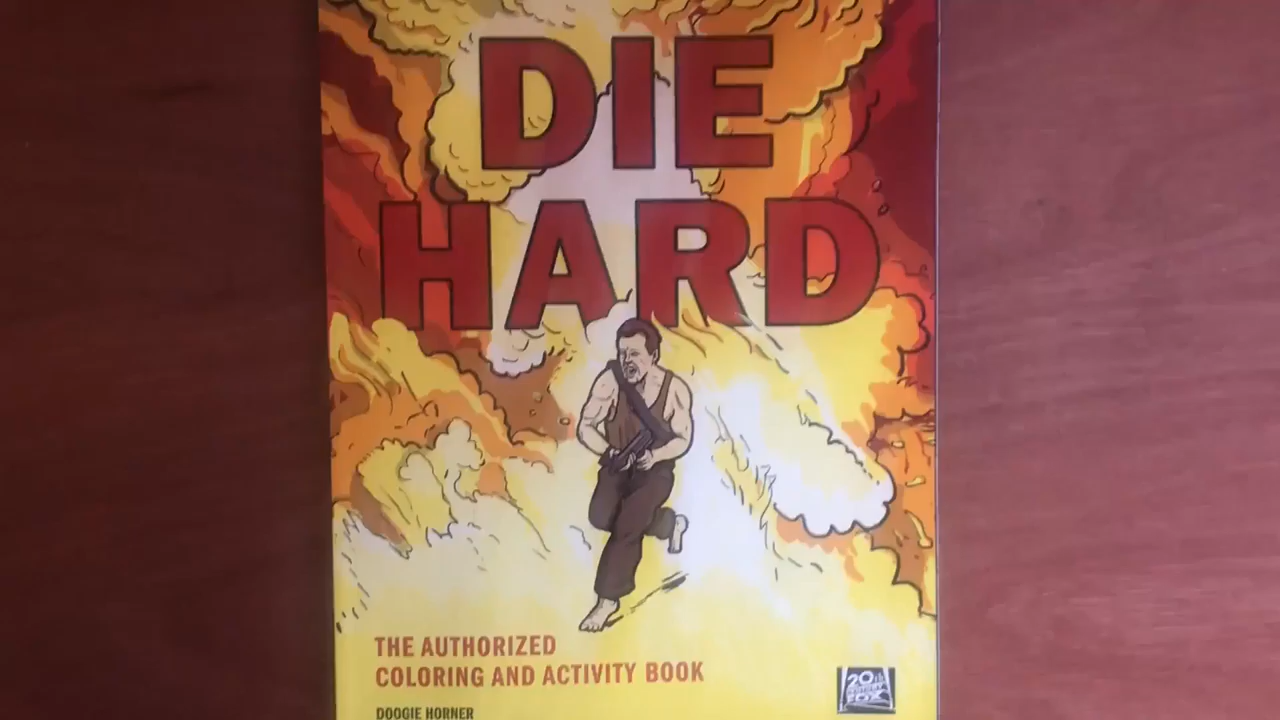 DIE
HARD
THE AUTHORIZED
COLORING AND ACTIVITY BOOK
20th
CENTURY
FOX
DOOGIE HORNER